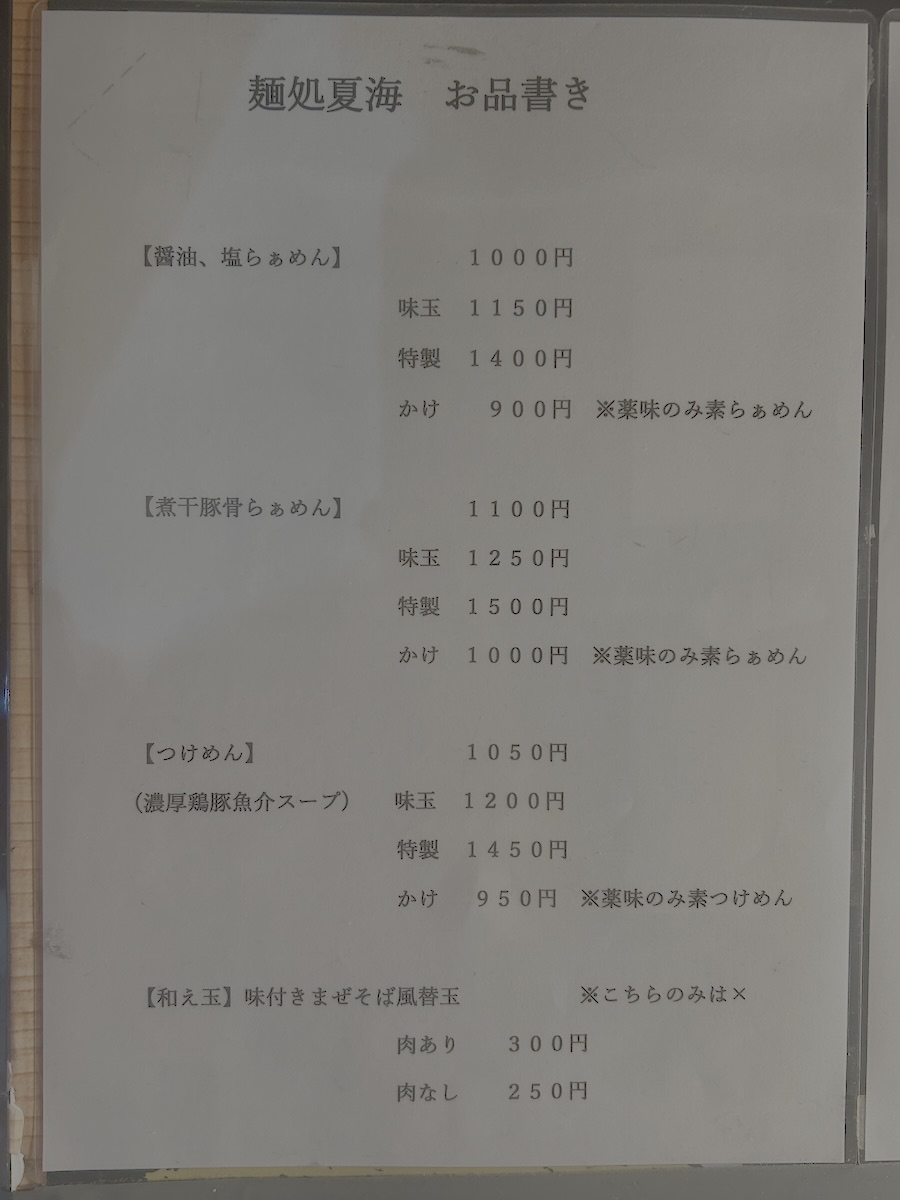 麺処夏海　お品書き
【醤油、塩らぁめん】　１０００円
味玉　１１５０円
特製　１４００円
かけ　９００円　※薬味のみ素らぁめん
【煮干豚骨らぁめん】　１１００円
味玉　１２５０円
特製　１５００円
かけ　１０００円　※薬味のみ素らぁめん
【つけめん】　１０５０円
（濃厚鶏豚魚介スープ）　味玉　１２００円
特製　１４５０円
かけ　９５０円　※薬味のみ素つけめん
【和え玉】味付きまぜそば風替玉　※こちらのみは×
肉あり　３００円
肉なし　２５０円